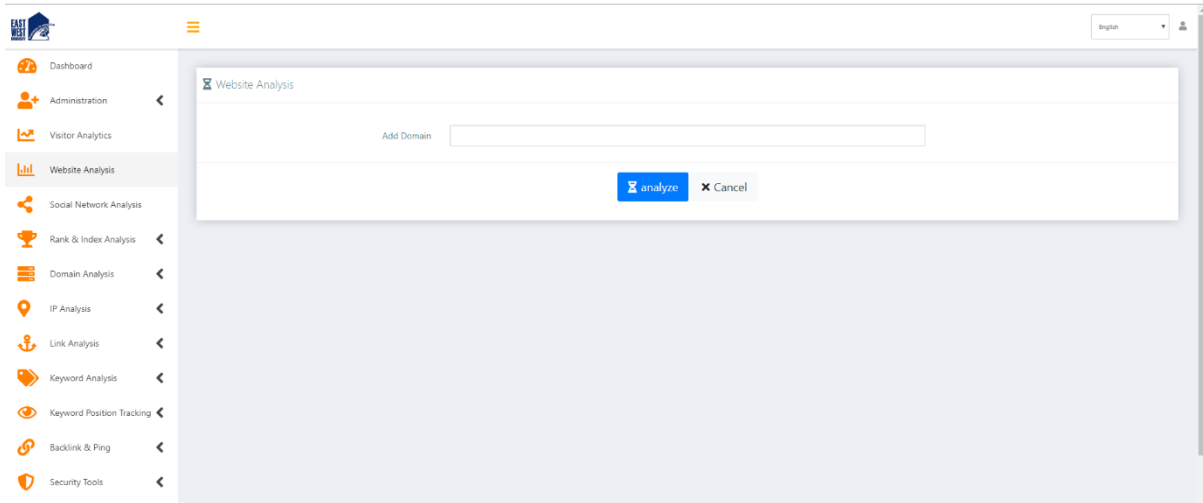 EAST
WEST
English
Dashboard
Administration
Visitor Analytics
Website Analysis
Social Network Analysis
Rank & Index Analysis
Domain Analysis
IP Analysis
Link Analysis
Keyword Analysis
Keyword Position Tracking
Backlink & Ping
Security Tools
Website Analysis
Add Domain
analyze
Cancel